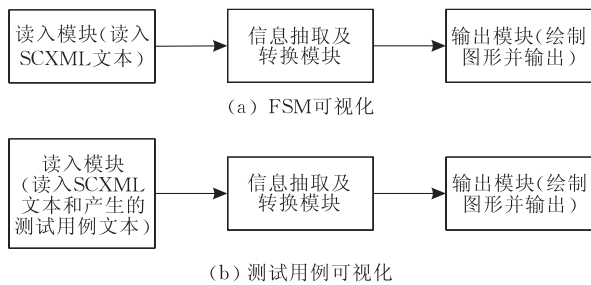 读入模块(读入
SCXML文本)
信息抽取及
转换模块
输出模块(绘制
图形并输出)
(a) FSM可视化
读入模块
(读入SCXML
文本和产生的
测试用例文本)
信息抽取及
转换模块
输出模块(绘制
图形并输出)
(b) 测试用例可视化